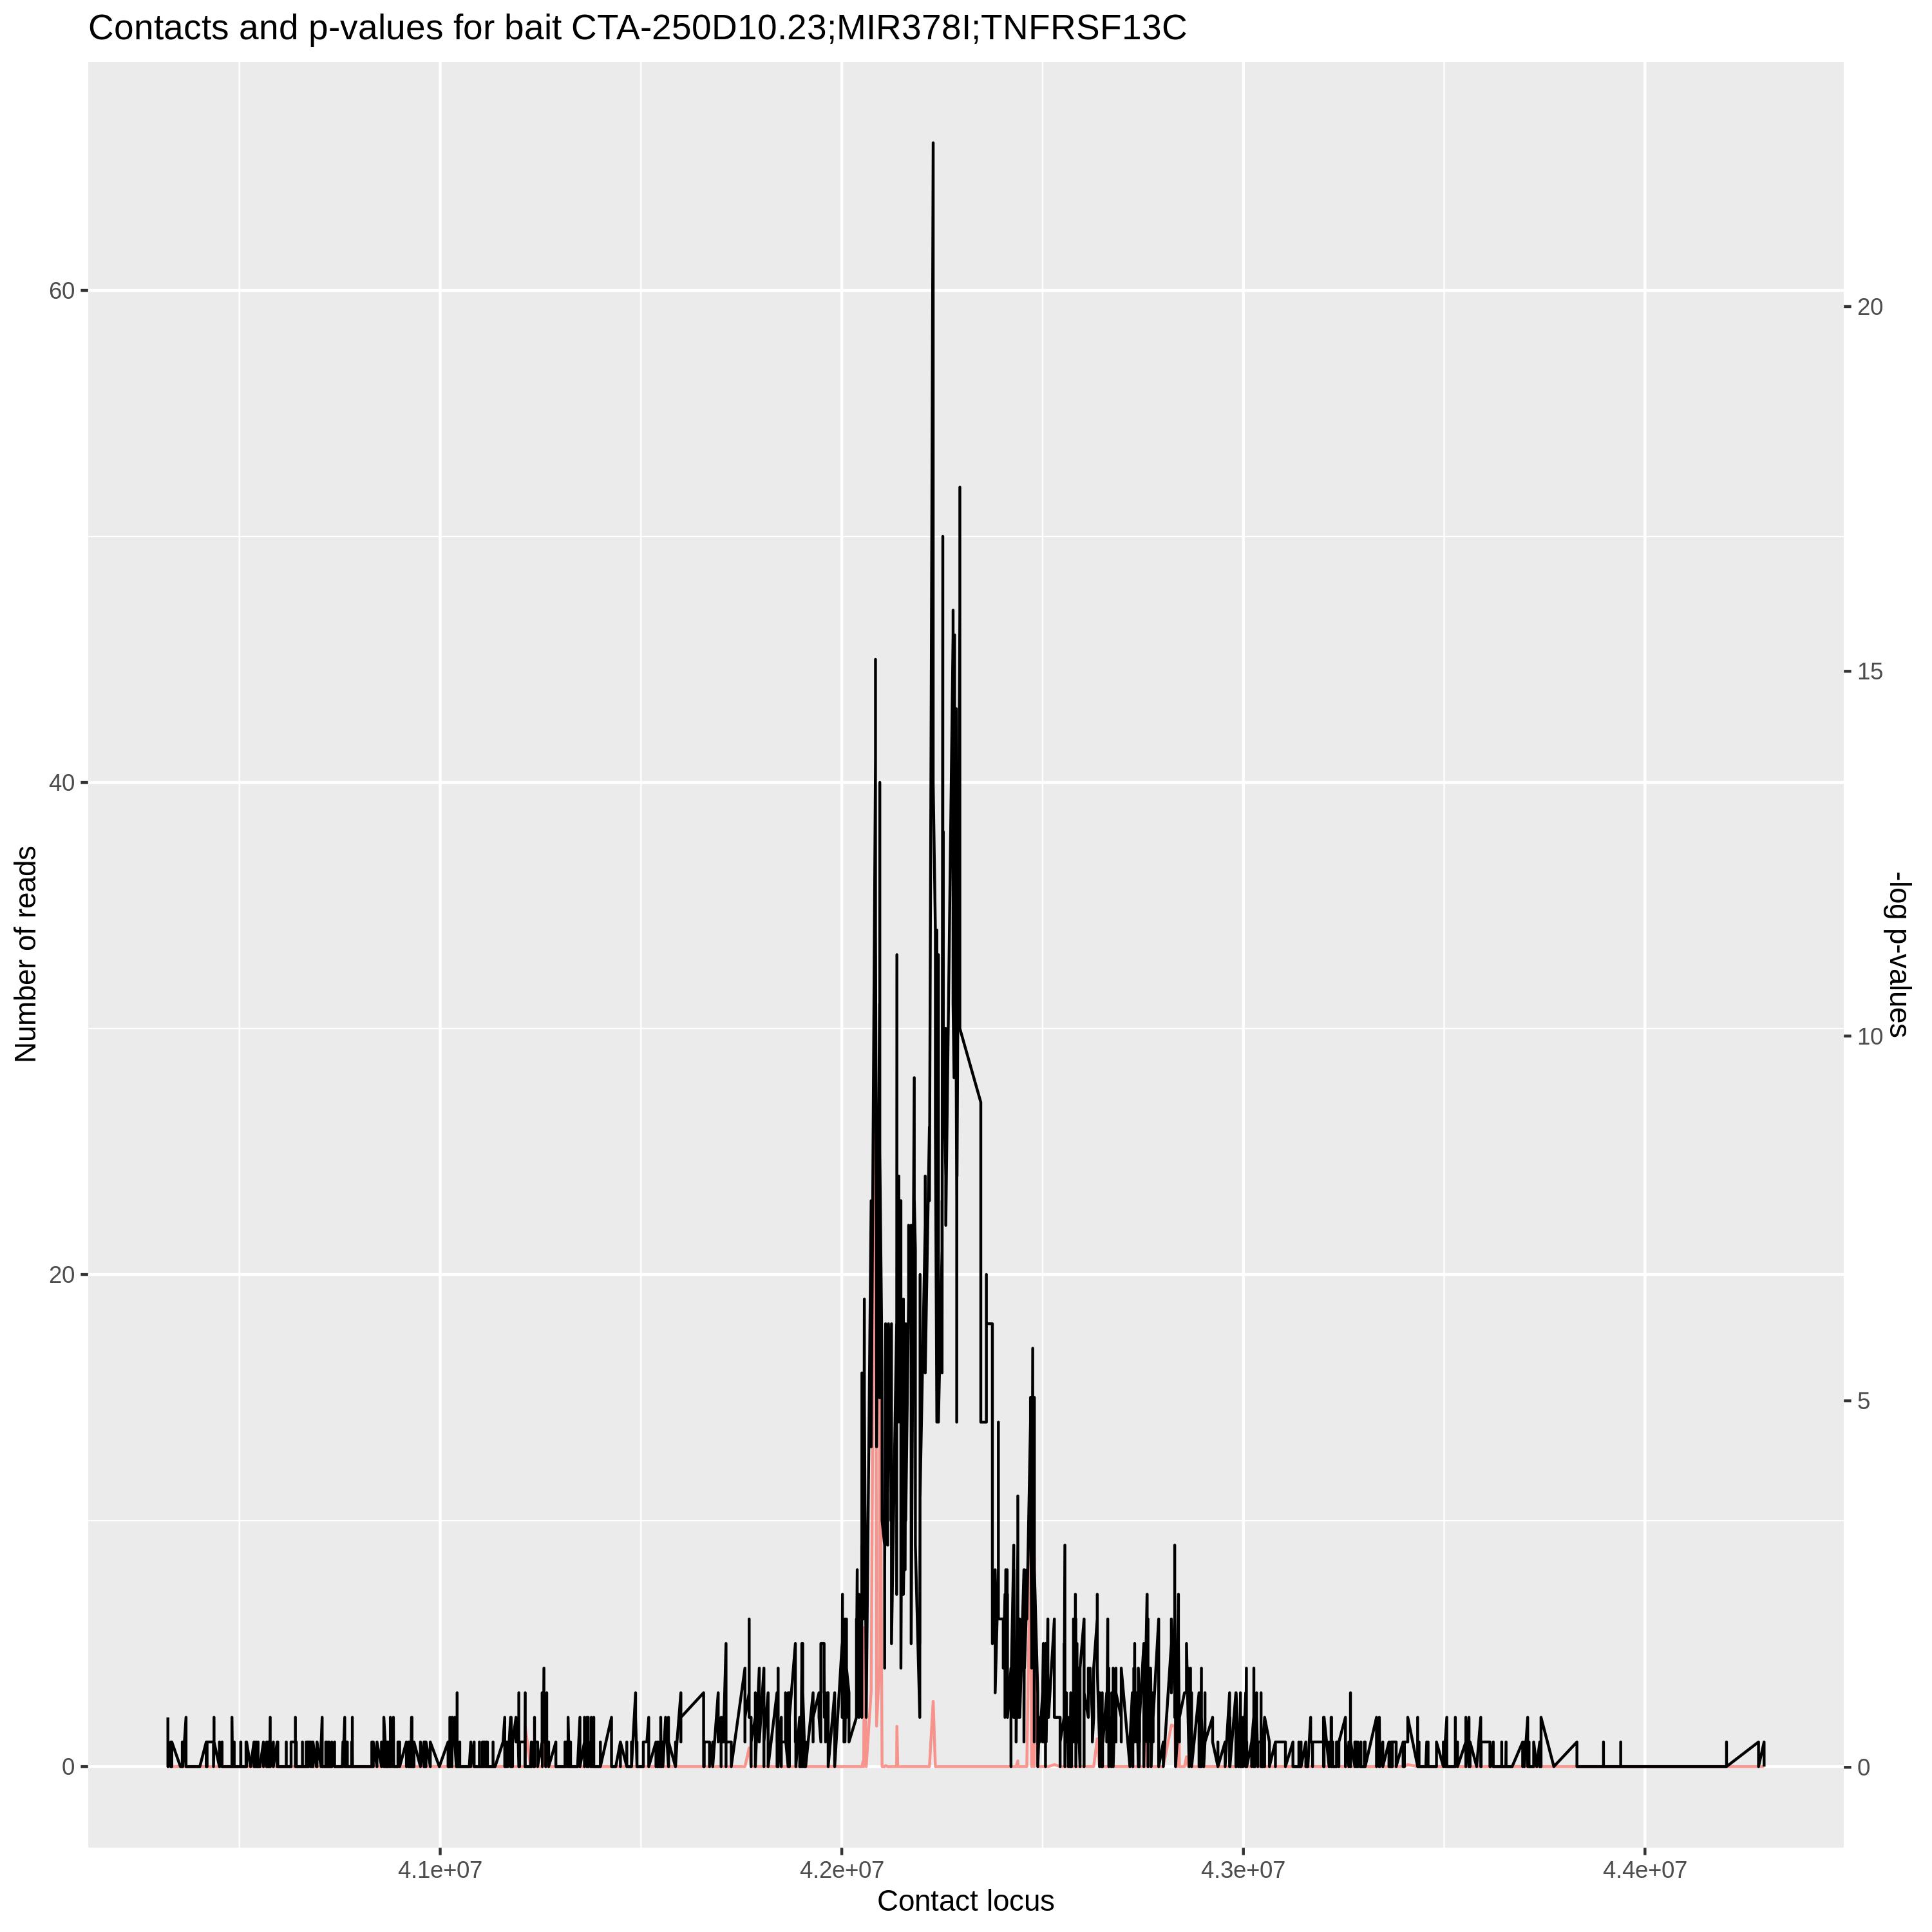 Contacts and p-values for bait CTA-250D10.23;MIR378I;TNFRSF13C
60
40
20
0
Number of reads
20
15
10
5
0
-log p-values
4.1e+07
4.2e+07
4.3e+07
4.4e+07
Contact locus